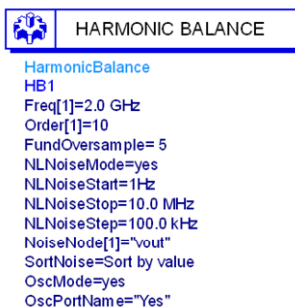 HARMONIC BALANCE
HarmonicBalance
HB1
Freq[1]=2.0 GHz
Order[1]=10
FundOversample= 5
NLNoiseMode=yes
NLNoiseStart=1Hz
NLNoiseStop=10.0 MHz
NLNoiseStep=100.0 kHz
NoiseNode[1]="vout"
SortNoise=Sort by value
OscMode=yes
OscPortName="Yes"